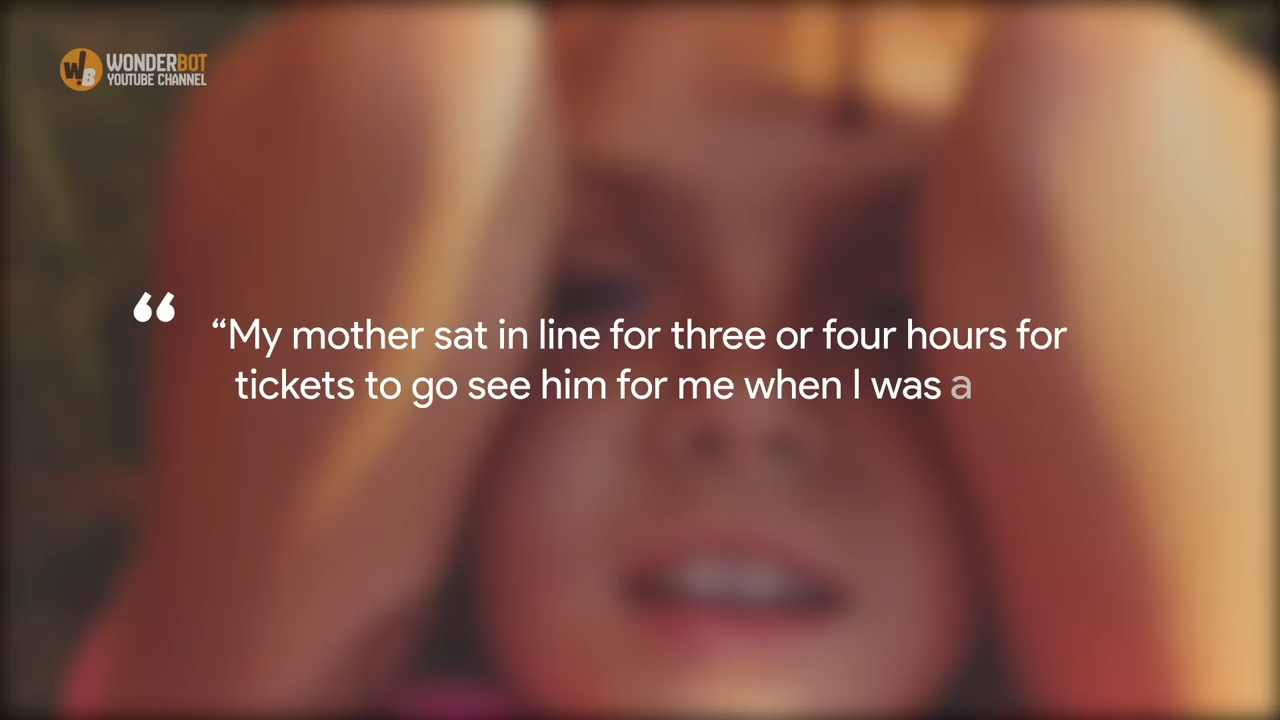 WONDERBOT
YOUTUBE CHANNEL
“
“My mother sat in line for three or four hours for
tickets to go see him for me when I was a